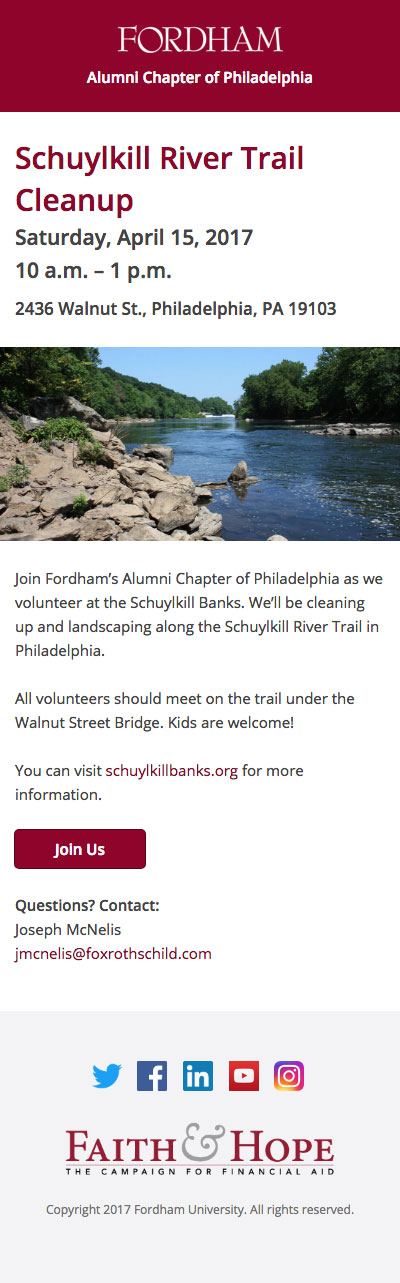 FORDHAM
Alumni Chapter of Philadelphia
Schuylkill River Trail
Cleanup
Saturday, April 15, 2017
10 a.m. – 1 p.m.
2436 Walnut St., Philadelphia, PA 19103
Join Fordham’s Alumni Chapter of Philadelphia as we
volunteer at the Schuylkill Banks. We’ll be cleaning
up and landscaping along the Schuylkill River Trail in
Philadelphia.
All volunteers should meet on the trail under the
Walnut Street Bridge. Kids are welcome!
You can visit schuylkillbanks.org for more
information.
Join Us
Questions? Contact:
Joseph McNelis
jmcnelis@foxrothschild.com
FAITH & HOPE
THE CAMPAIGN FOR FINANCIAL AID
Copyright 2017 Fordham University. All rights reserved.